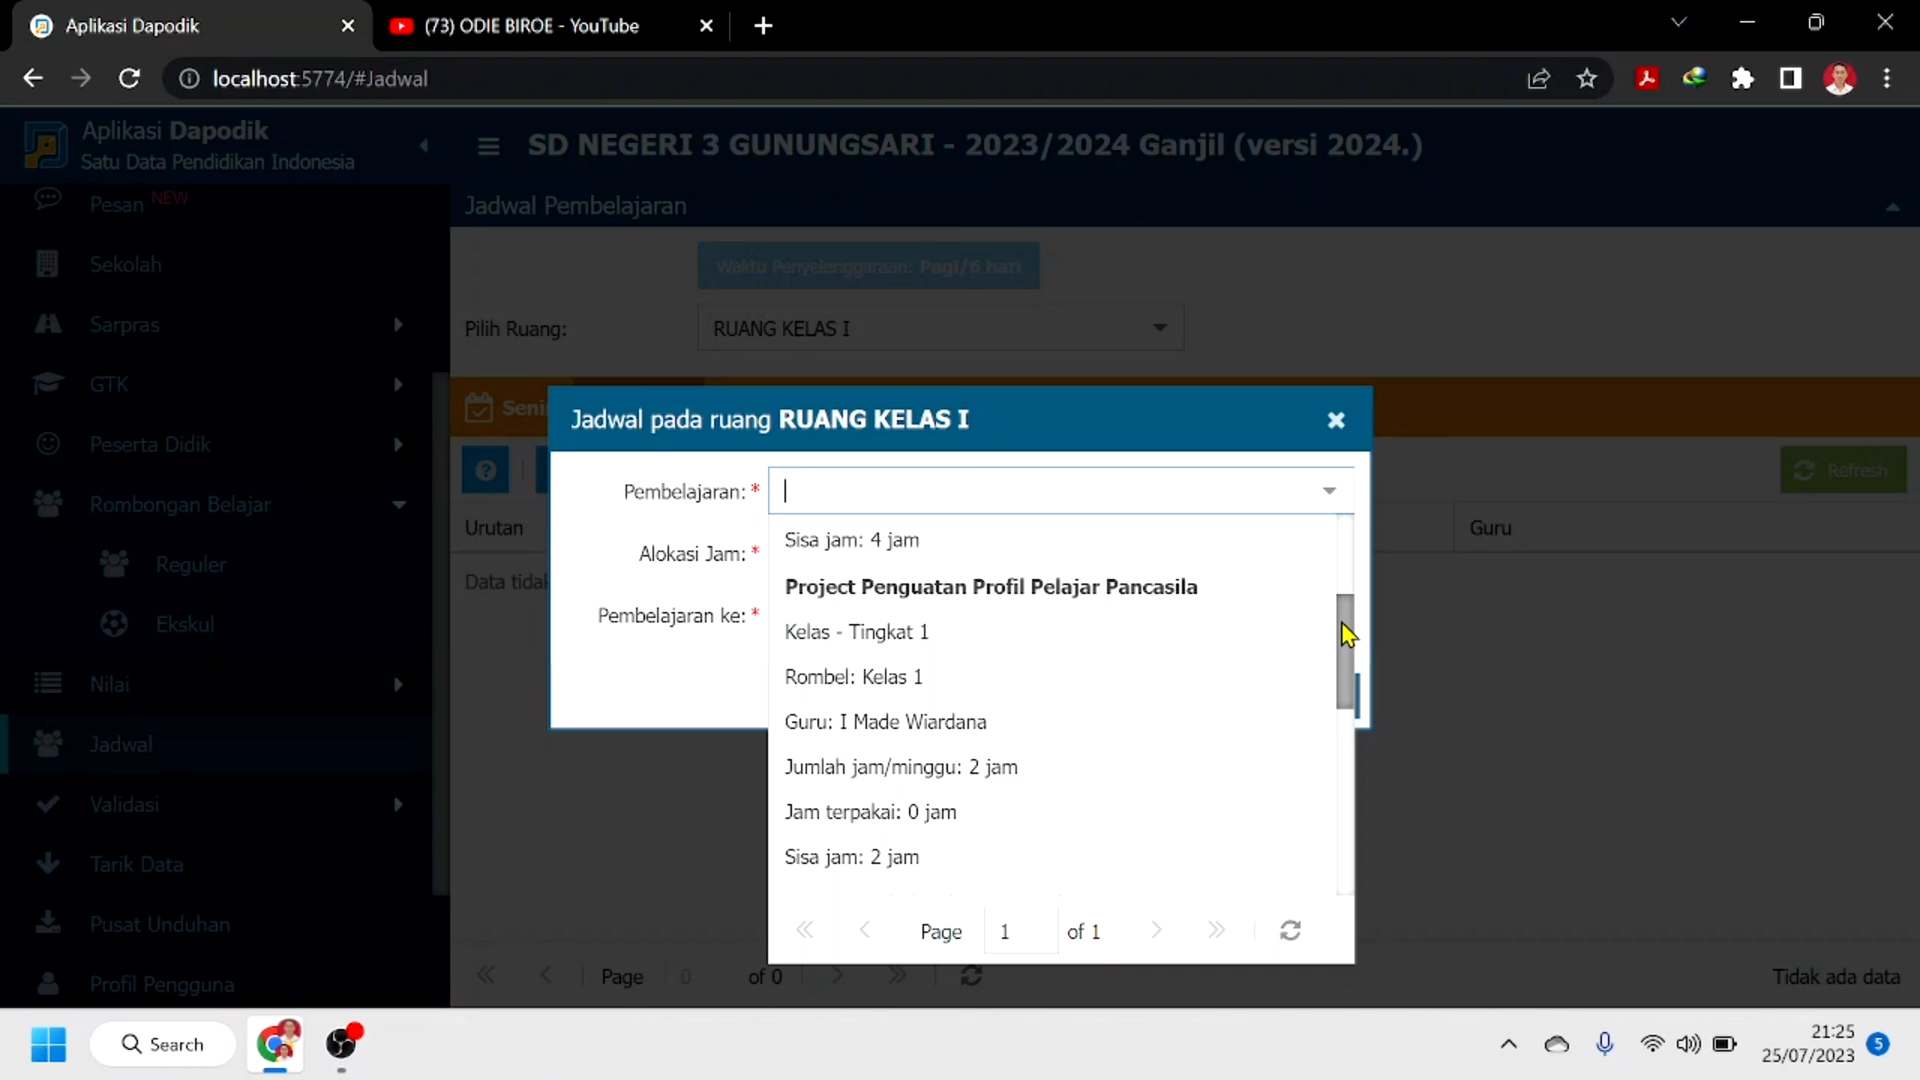 Aplikasi Dapodik
(73) ODIE BIROE - YouTube
localhost:5774/#Jadwal
Aplikasi Dapodik
Satu Data Pendidikan Indonesia
SD NEGERI 3 GUNUNGSARI - 2023/2024 Ganjil (versi 2024.)
Pesan NEW
Sekolah
Sarpras
GTK
Peserta Didik
Rombongan Belajar
Reguler
Ekskul
Nilai
Jadwal
Validasi
Tarik Data
Pusat Unduhan
Profil Pengguna
Jadwal Pembelajaran
Waktu Penyelenggaraan: Pagi/6 hari
Pilih Ruang:
RUANG KELAS I
Refresh
Urutan
Guru
Jadwal pada ruang RUANG KELAS I
Pembelajaran: *
Alokasi Jam: *
Pembelajaran ke: *
Sisa jam: 4 jam
Project Penguatan Profil Pelajar Pancasila
Kelas - Tingkat 1
Rombel: Kelas 1
Guru: I Made Wiardana
Jumlah jam/minggu: 2 jam
Jam terpakai: 0 jam
Sisa jam: 2 jam
Page 1 of 1
Page 0 of 0
Tidak ada data
Search
21:25
25/07/2023
5